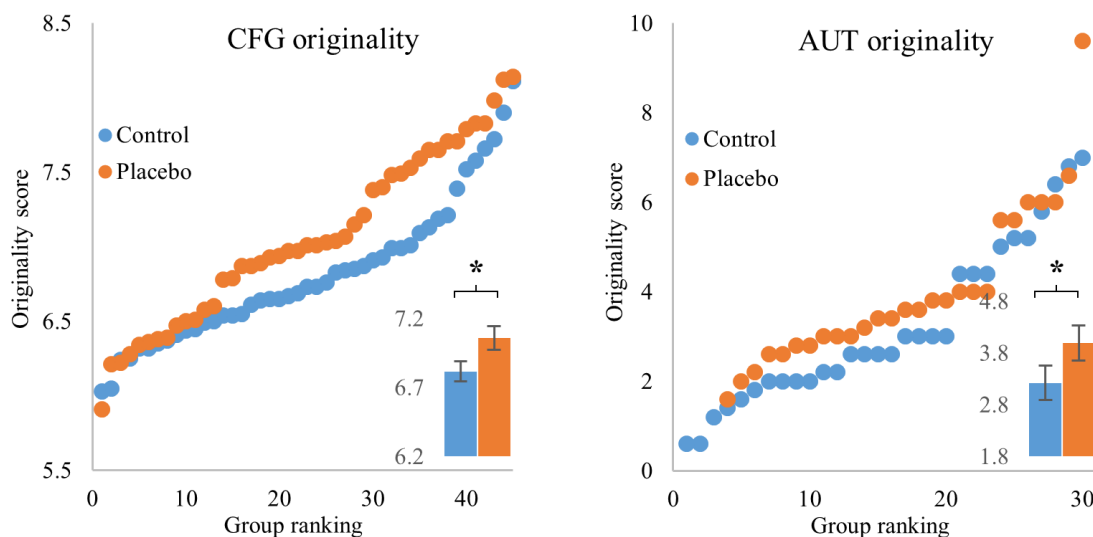 CFG originality
8.5
7.5
6.5
5.5
Originality score
Control
Placebo
*
7.2
6.7
6.2
0
10
20
30
40
Group ranking
AUT originality
10
8
6
4
2
0
Originality score
Control
Placebo
*
4.8
3.8
2.8
1.8
0
10
20
30
Group ranking